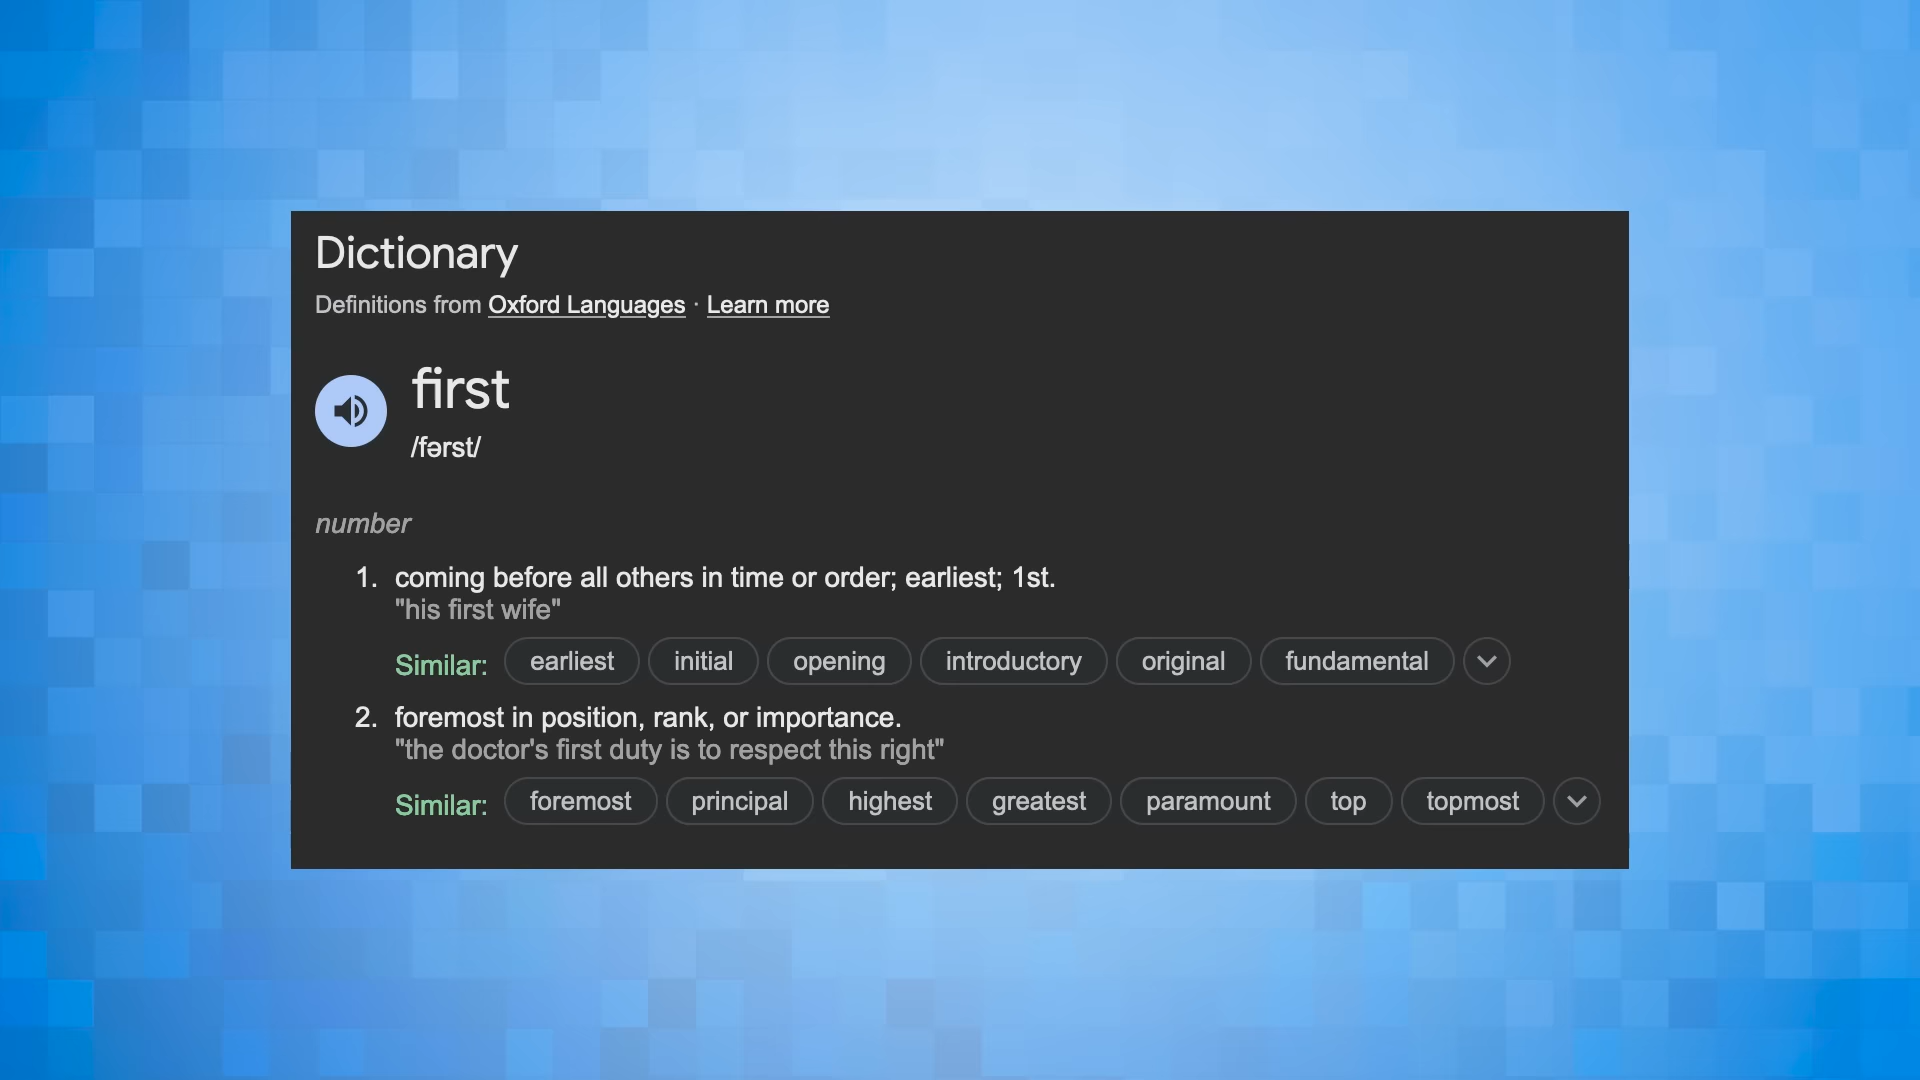 Dictionary
Definitions from Oxford Languages · Learn more
first
/fərst/
number
1. coming before all others in time or order; earliest; 1st.
"his first wife"
Similar: earliest initial opening introductory original fundamental
2. foremost in position, rank, or importance.
"the doctor's first duty is to respect this right"
Similar: foremost principal highest greatest paramount top topmost